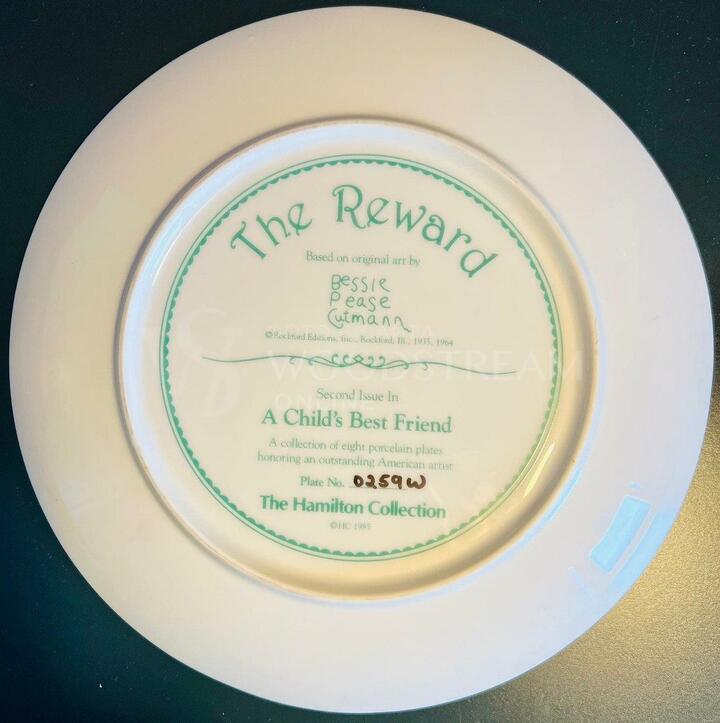 The Reward
Based on original art by
Bessie
Pease
Gutmann
© Rockford Editions, Inc., Rockford, Ill., 1935, 1964
WOODSTREAM
Second Issue In
A Child's Best Friend
A collection of eight porcelain plates
honoring an outstanding American artist
Plate No. 0259W
The Hamilton Collection
© HC 1985